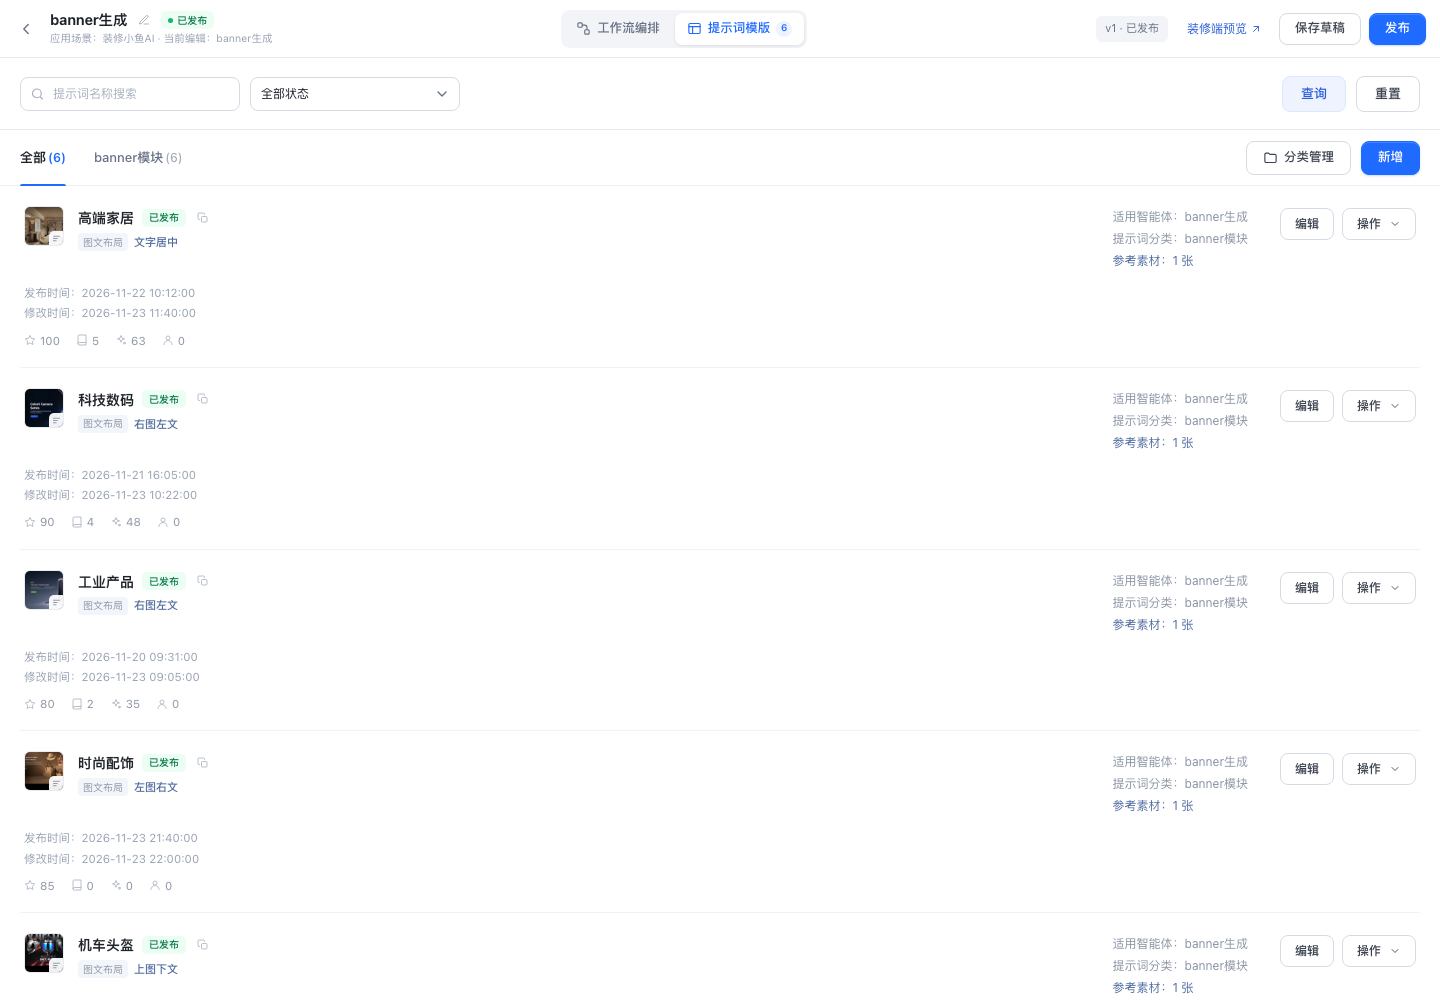 banner生成
已发布
应用场景：装修小鱼AI · 当前编辑：banner生成
工作流编排
提示词模版 6
v1 · 已发布
装修端预览
保存草稿
发布
提示词名称搜索
全部状态
查询
重置
全部 (6)
banner模块 (6)
分类管理
新增
高端家居
已发布
图文布局 文字居中
适用智能体：banner生成
提示词分类：banner模块
参考素材：1 张
编辑
操作
发布时间：2026-11-22 10:12:00
修改时间：2026-11-23 11:40:00
100 5 63 0
科技数码
已发布
图文布局 右图左文
适用智能体：banner生成
提示词分类：banner模块
参考素材：1 张
编辑
操作
发布时间：2026-11-21 16:05:00
修改时间：2026-11-23 10:22:00
90 4 48 0
工业产品
已发布
图文布局 右图左文
适用智能体：banner生成
提示词分类：banner模块
参考素材：1 张
编辑
操作
发布时间：2026-11-20 09:31:00
修改时间：2026-11-23 09:05:00
80 2 35 0
时尚配饰
已发布
图文布局 左图右文
适用智能体：banner生成
提示词分类：banner模块
参考素材：1 张
编辑
操作
发布时间：2026-11-23 21:40:00
修改时间：2026-11-23 22:00:00
85 0 0 0
机车头盔
已发布
图文布局 上图下文
适用智能体：banner生成
提示词分类：banner模块
参考素材：1 张
编辑
操作